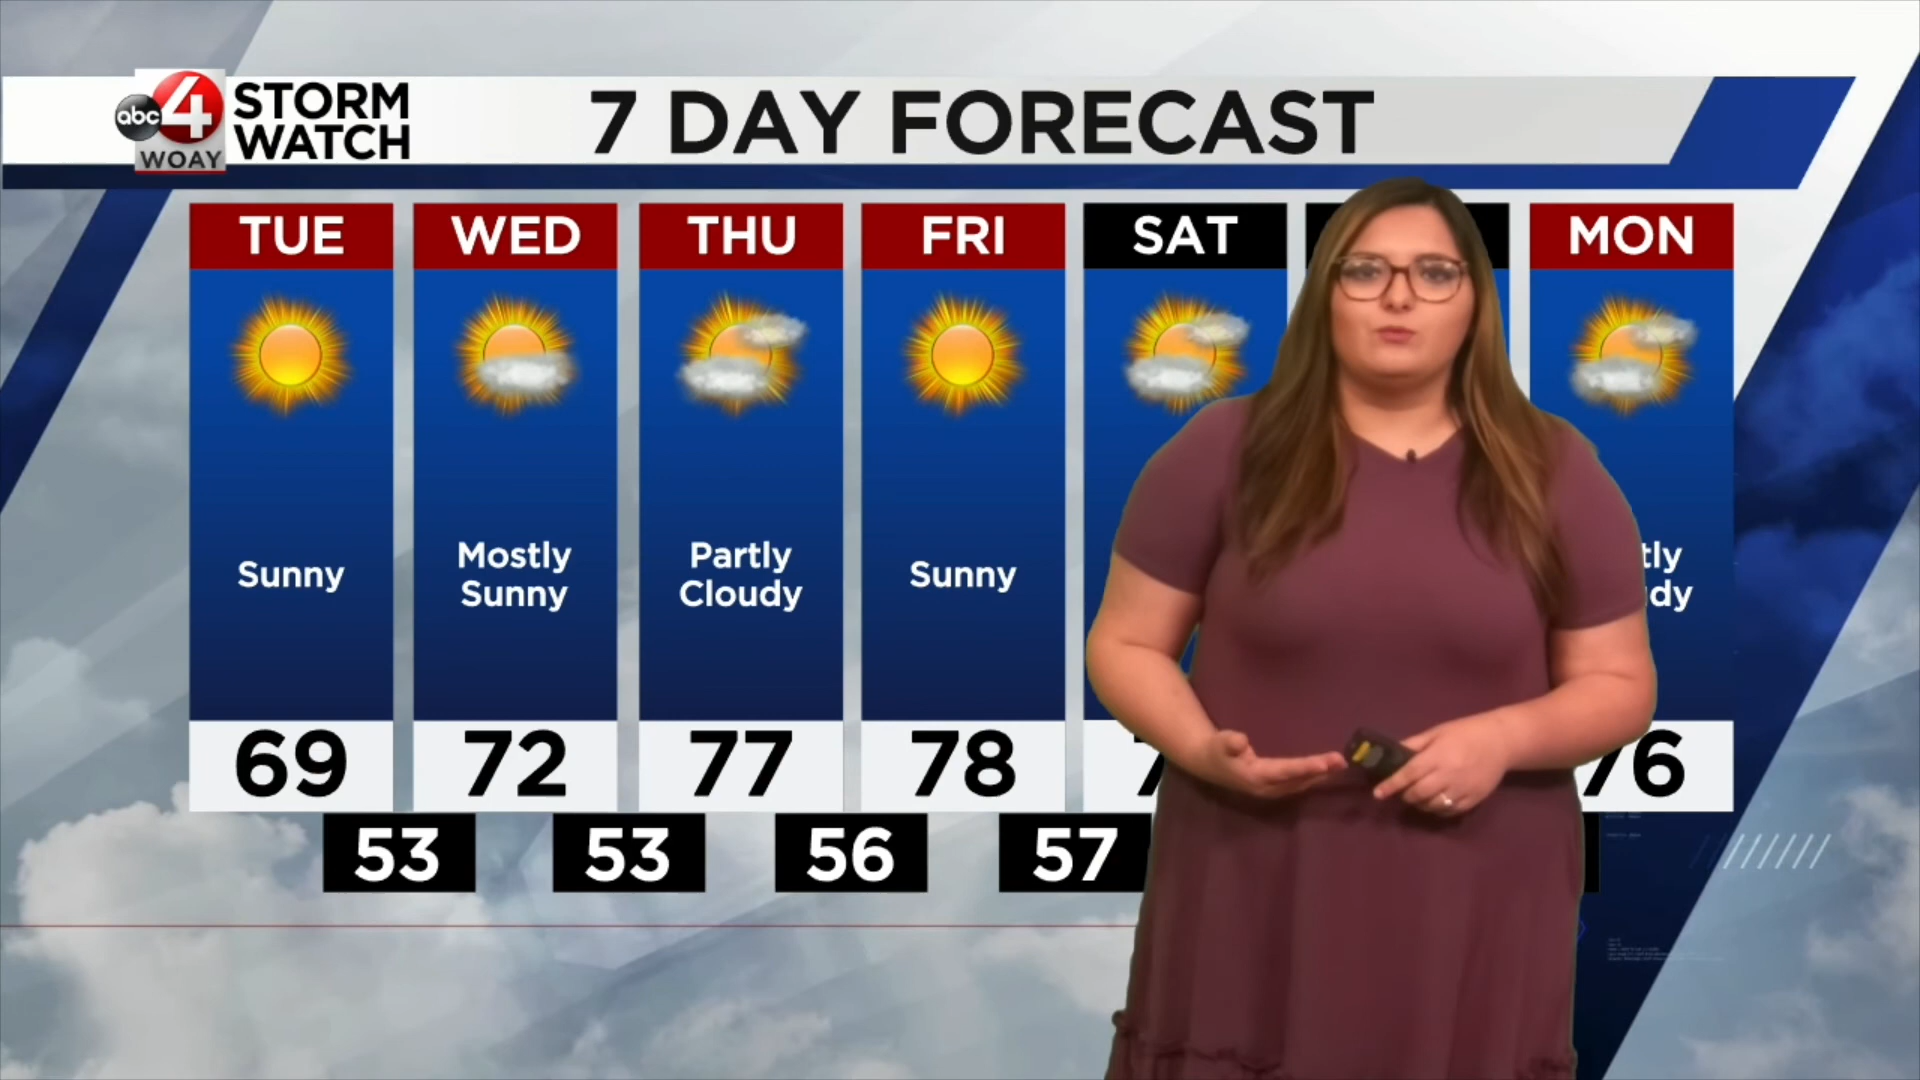 abc
4
WOAY
STORM
WATCH
7 DAY FORECAST
TUE
WED
THU
FRI
SAT
MON
Sunny
Mostly
Sunny
Partly
Cloudy
Sunny
tly
dy
69
72
77
78
7
76
53
53
56
57